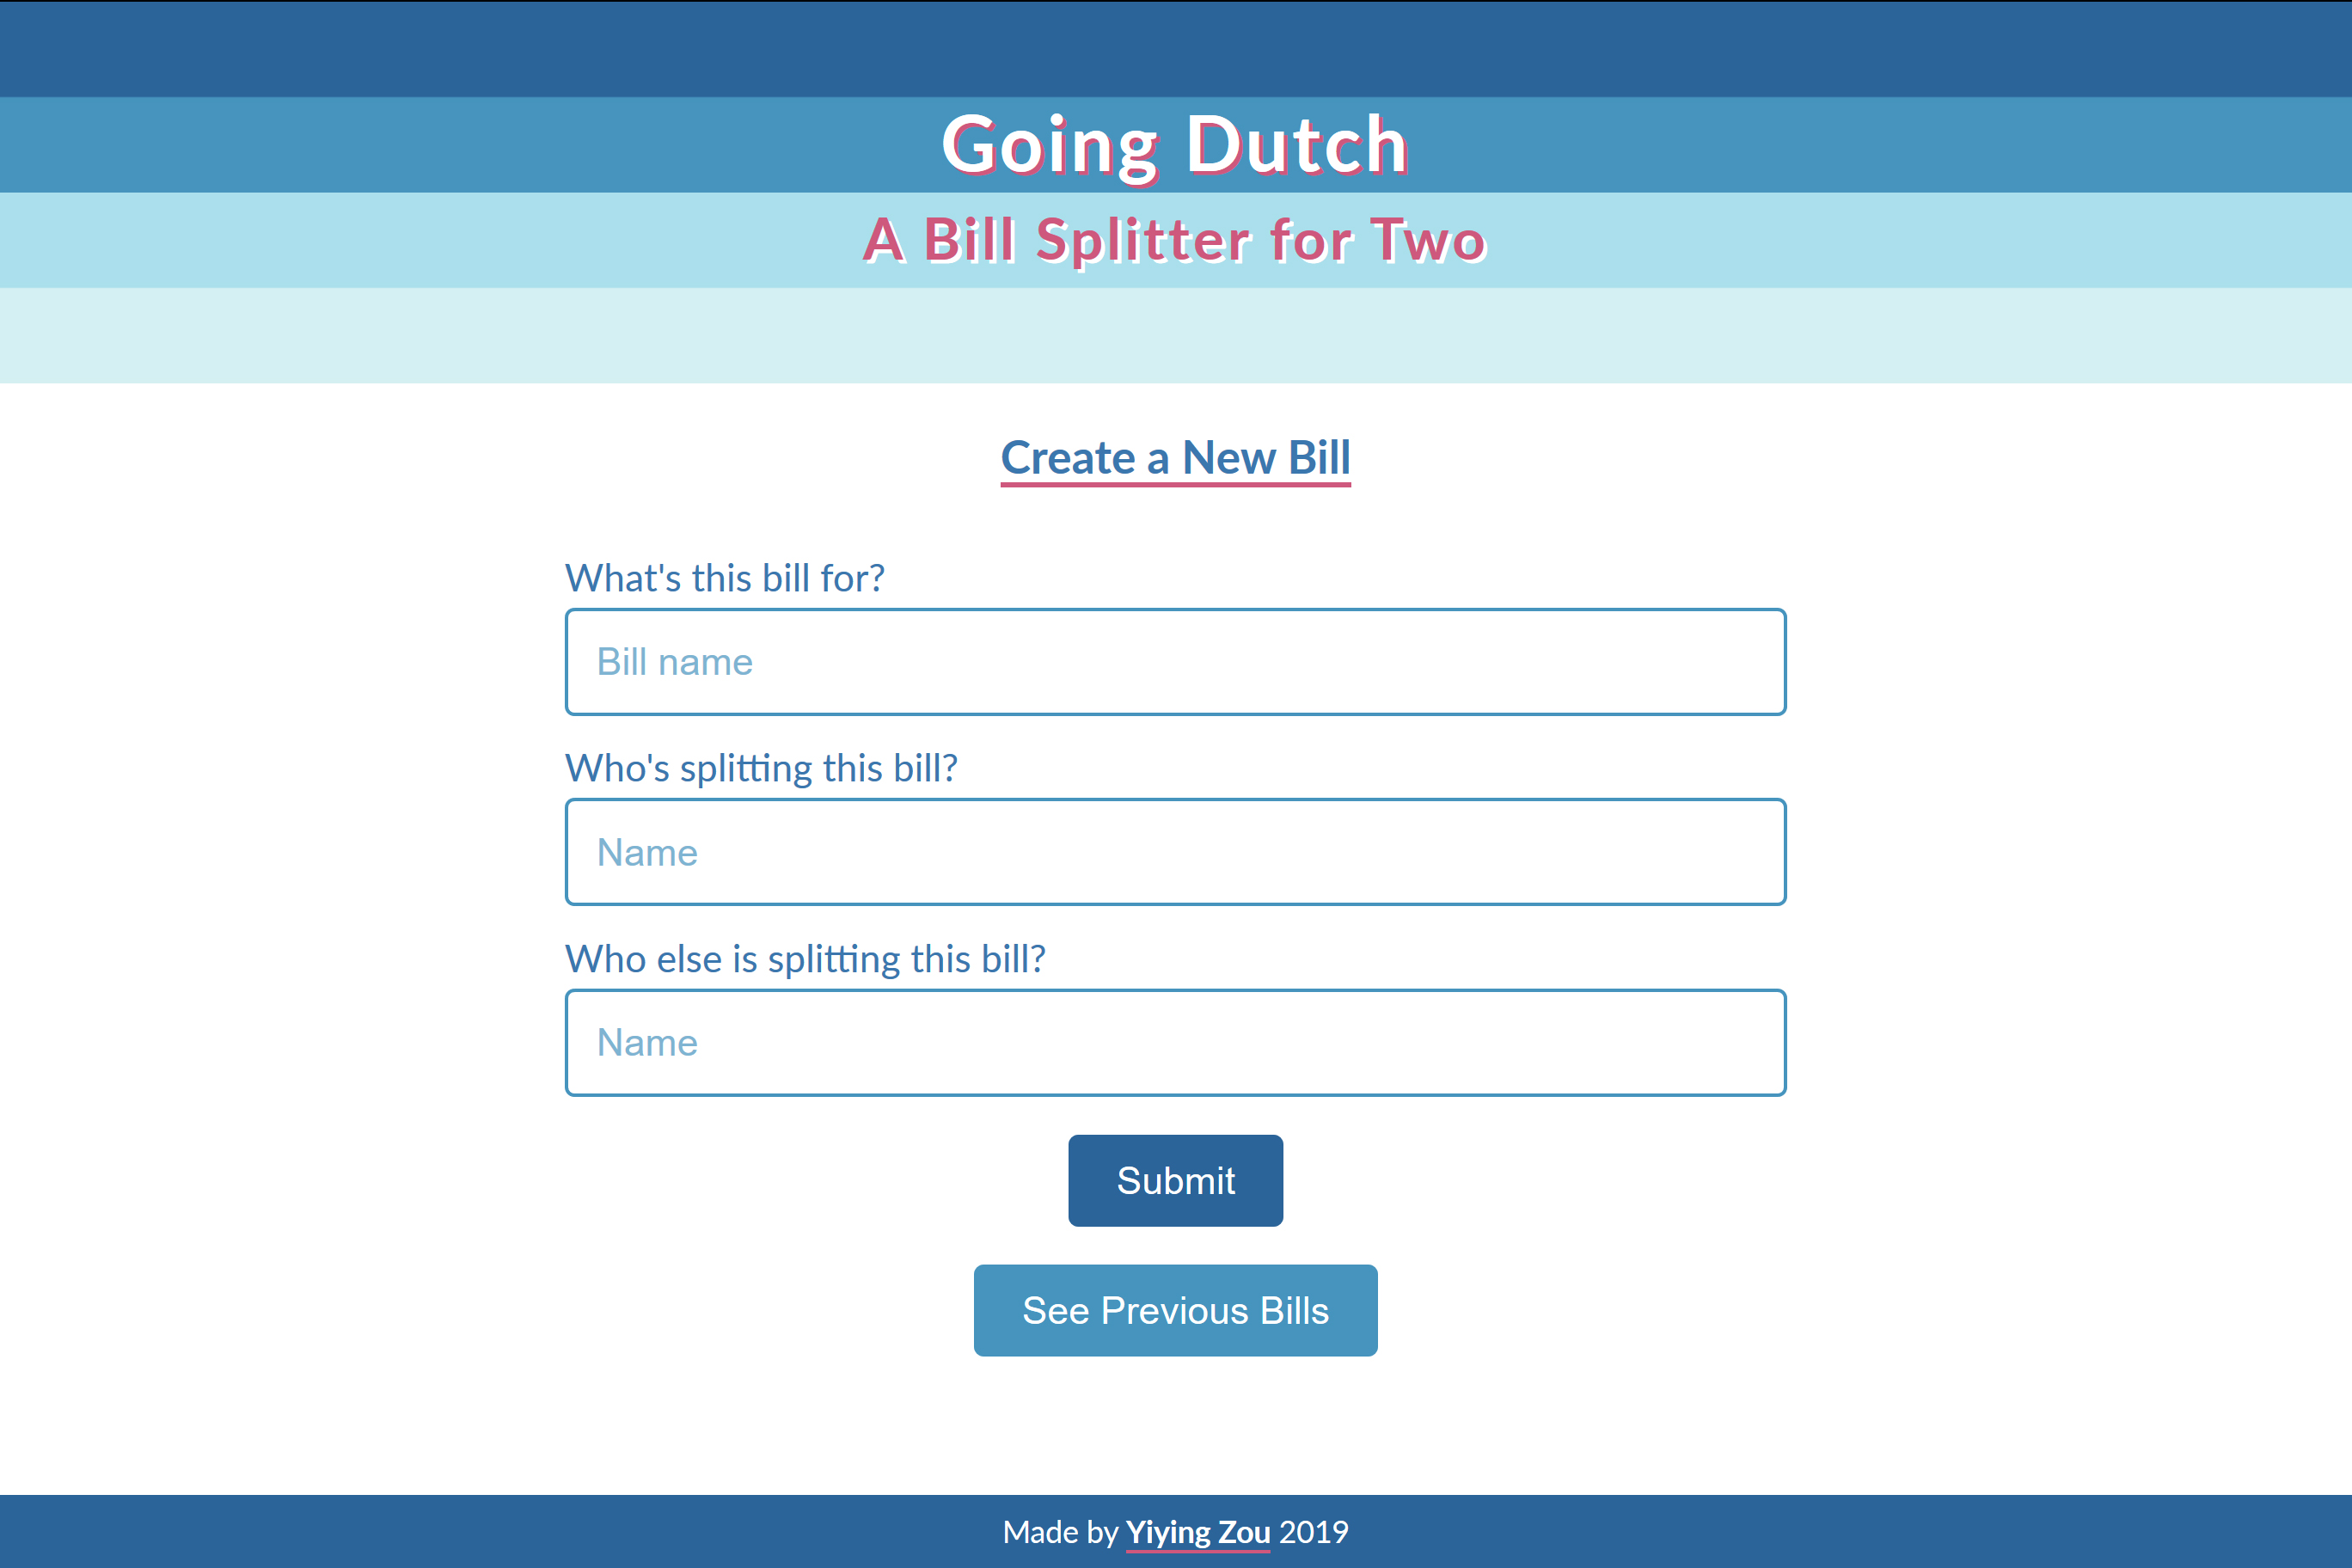 Going Dutch
A Bill Splitter for Two
Create a New Bill
What's this bill for?
Bill name
Who's splitting this bill?
Name
Who else is splitting this bill?
Name
Submit
See Previous Bills
Made by Yiying Zou 2019